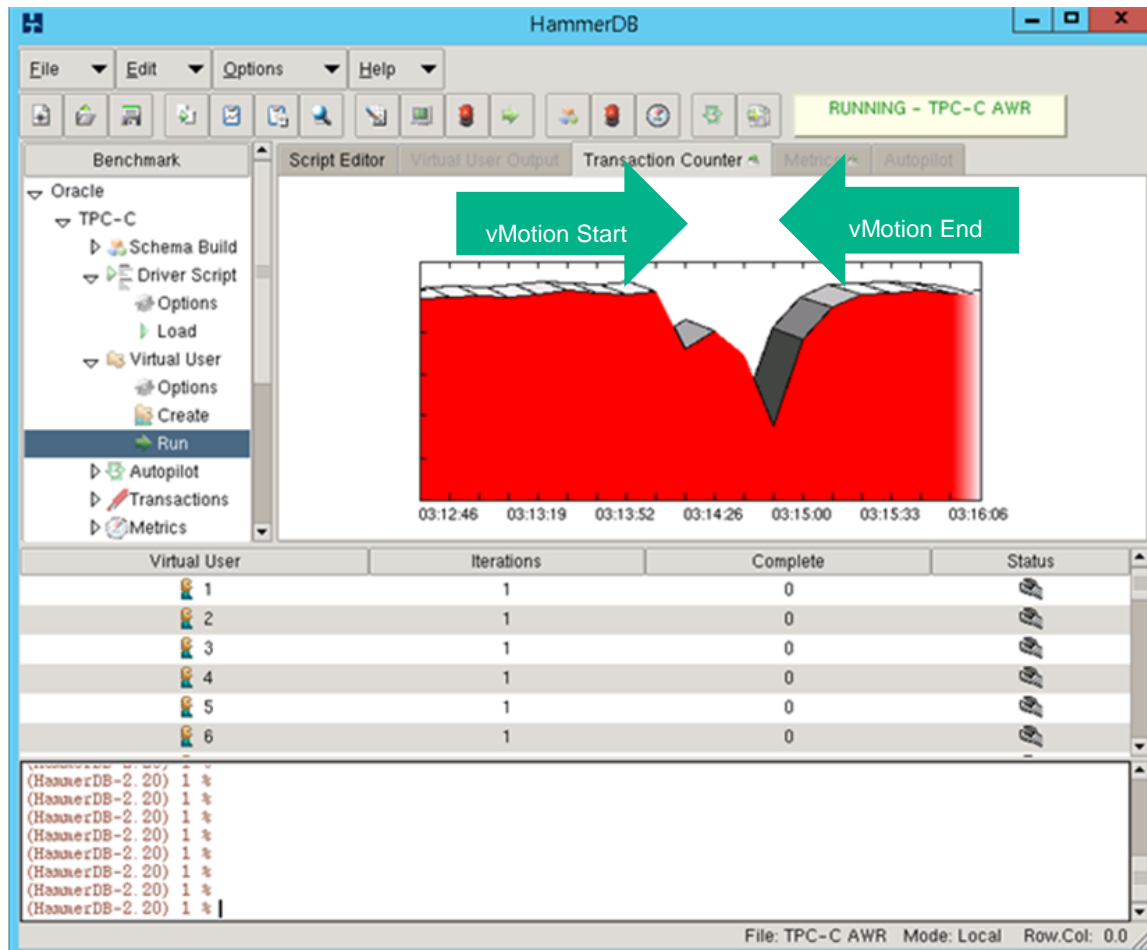 HammerDB
File Edit Options Help
RUNNING - TPC-C AWR
Benchmark
Script Editor Virtual User Output Transaction Counter Metrics Autopilot
Oracle
TPC-C
Schema Build
Driver Script
Options
Load
Virtual User
Options
Create
Run
Autopilot
Transactions
Metrics
vMotion Start
vMotion End
03:12:46 03:13:19 03:13:52 03:14:26 03:15:00 03:15:33 03:16:06
Virtual User Iterations Complete Status
1 1 0
2 1 0
3 1 0
4 1 0
5 1 0
6 1 0
(HammerDB-2.20) 1 %
(HammerDB-2.20) 1 %
(HammerDB-2.20) 1 %
(HammerDB-2.20) 1 %
(HammerDB-2.20) 1 %
(HammerDB-2.20) 1 %
(HammerDB-2.20) 1 %
(HammerDB-2.20) 1 %
File: TPC-C AWR Mode: Local Row.Col: 0.0